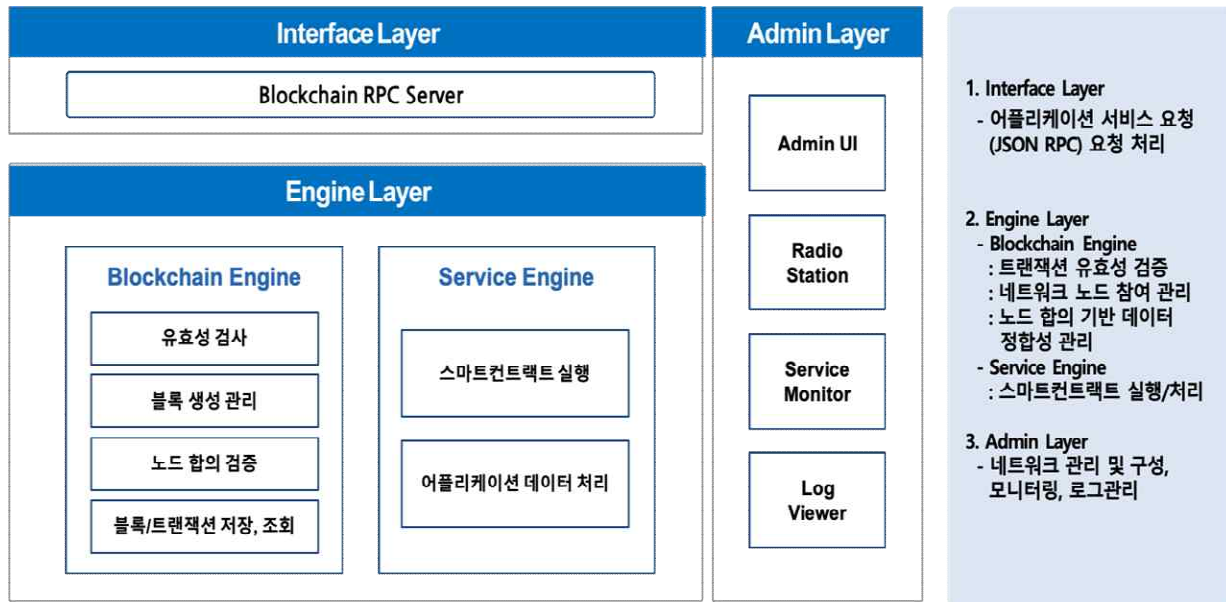 Interface Layer
Blockchain RPC Server
Engine Layer
Blockchain Engine
유효성 검사
블록 생성 관리
노드 합의 검증
블록/트랜잭션 저장, 조회
Service Engine
스마트컨트랙트 실행
어플리케이션 데이터 처리
Admin Layer
Admin UI
Radio
Station
Service
Monitor
Log
Viewer
1. Interface Layer
- 어플리케이션 서비스 요청
(JSON RPC) 요청 처리
2. Engine Layer
- Blockchain Engine
: 트랜잭션 유효성 검증
: 네트워크 노드 참여 관리
: 노드 합의 기반 데이터
정합성 관리
- Service Engine
: 스마트컨트랙트 실행/처리
3. Admin Layer
- 네트워크 관리 및 구성,
모니터링, 로그관리